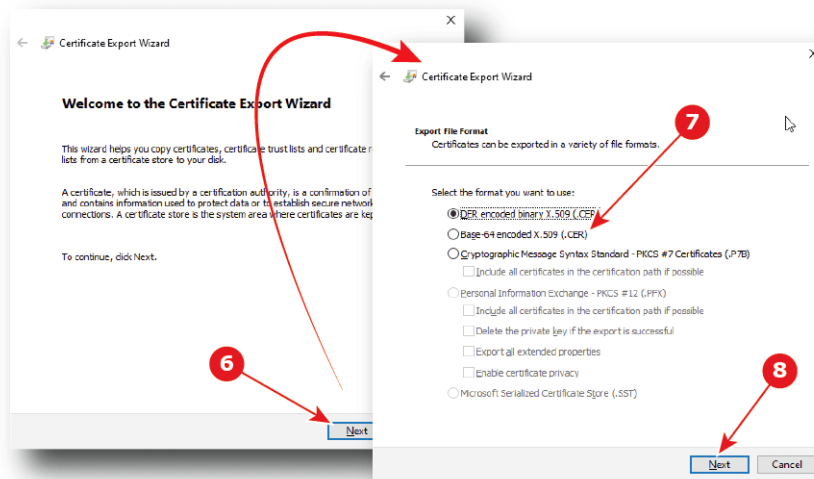 X
Certificate Export Wizard
Welcome to the Certificate Export Wizard
This wizard helps you copy certificates, certificate trust lists and certificate
lists from a certificate store to your disk.
A certificate, which is issued by a certification authority, is a confirmation of
and contains information used to protect data or to establish secure network
connections. A certificate store is the system area where certificates are kep
To continue, click Next.
6
Next
Certificate Export Wizard
7
Export File Format
Certificates can be exported in a variety of file formats.
Select the format you want to use:
DER encoded binary X.509 (.CER)
Base-64 encoded X.509 (.CER)
Cryptographic Message Syntax Standard - PKCS #7 Certificates (.P7B)
Include all certificates in the certification path if possible
Personal Information Exchange - PKCS #12 (.PFX)
Include all certificates in the certification path if possible
Delete the private key if the export is successful
Export all extended properties
Enable certificate privacy
Microsoft Serialized Certificate Store (.SST)
8
Next Cancel